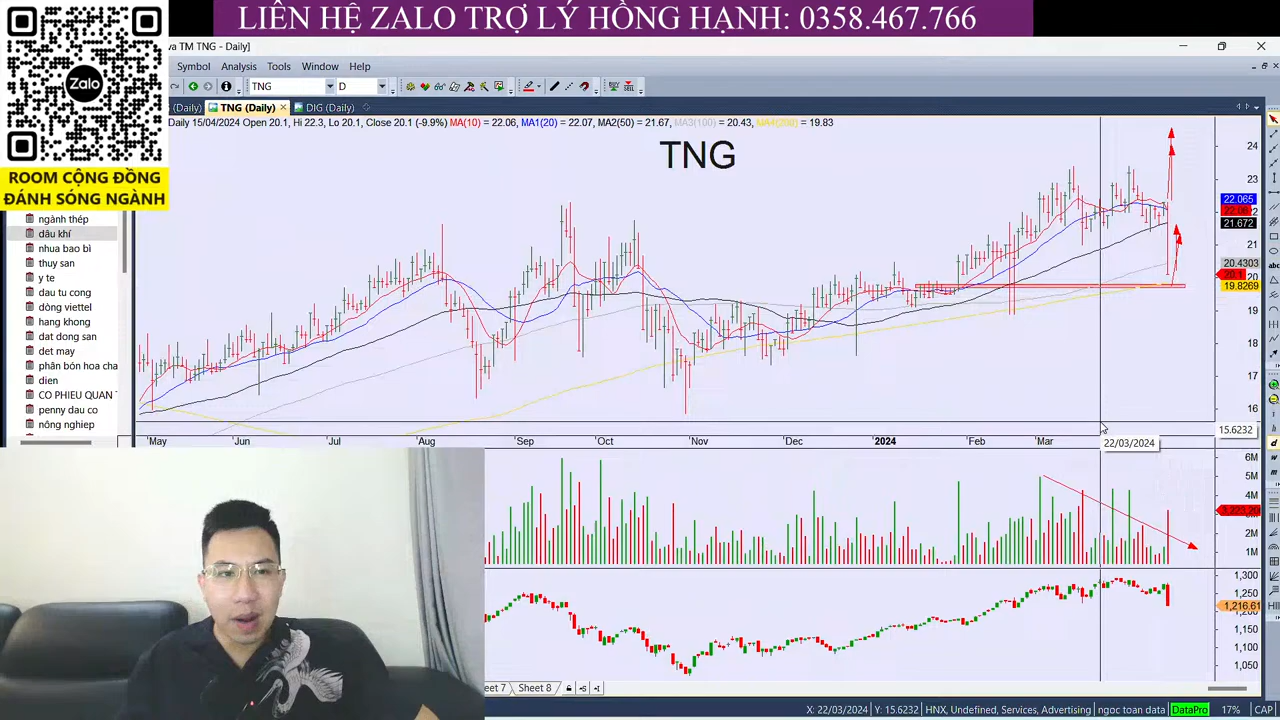 LIÊN HỆ ZALO TRỢ LÝ HỒNG HẠNH 0358.467.766
Zalo
ROOM CỘNG ĐỒNG
ĐÁNH SÓNG NGÀNH
va TM TNG - Daily]
Symbol Analysis Tools Window Help
TNG D
(Daily) TNG (Daily) DIG (Daily)
Daily 15/04/2024 Open 20.1, Hi 22.3, Lo 20.1, Close 20.1 (-9.9%) MA(10) = 22.06, MA1(20) = 22.07, MA2(50) = 21.67, MA3(100) = 20.43, MA4(200) = 19.83
TNG
24
23
22.065
21.672
21
20.4303
20.1
20
19.8269
19
18
17
16
15.6232
ngành thép
dâu khí
nhua bao bì
thuy san
y te
dau tu cong
dòng viettel
hang khong
dat dong san
det may
phân bón hoa cha
dien
CO PHIEU QUAN T
penny dau co
nông nghiep
May Jun Jul Aug Sep Oct Nov Dec 2024 Feb Mar
22/03/2024
6M
5M
4M
2M
1M
1,300
1,250
1,216.61
1,150
1,100
1,050
eet 7 Sheet 8
X: 22/03/2024 Y: 15.6232 HNX, Undefined, Services, Advertising ngoc toan data DataPro 17% CAP